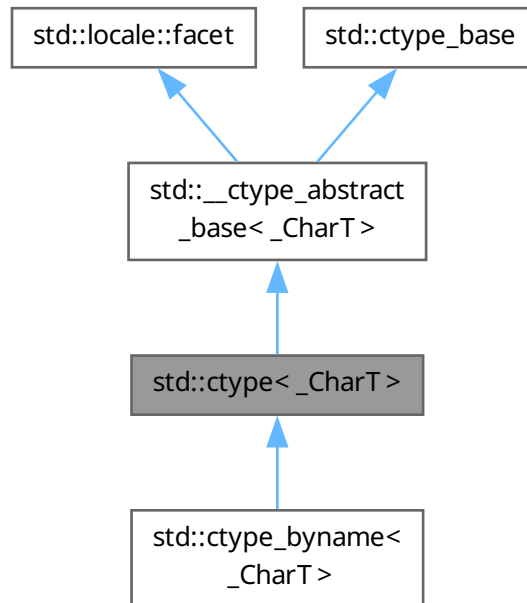 std::locale::facet
std::ctype_base
std::__ctype_abstract
_base< _CharT >
std::ctype< _CharT >
std::ctype_byname<
_CharT >